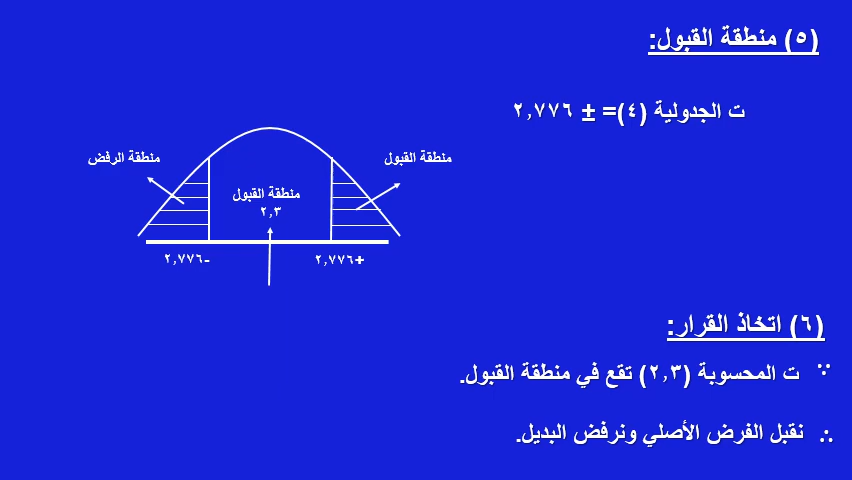 (٥) منطقة القبول:
ت الجدولية (٤)= ± ٢,٧٧٦
منطقة القبول
منطقة الرفض
منطقة القبول
٢,٣
+٢,٧٧٦
-٢,٧٧٦
(٦) اتخاذ القرار:
∵ ت المحسوبة (٢,٣) تقع في منطقة القبول.
∴ نقبل الفرض الأصلي ونرفض البديل.